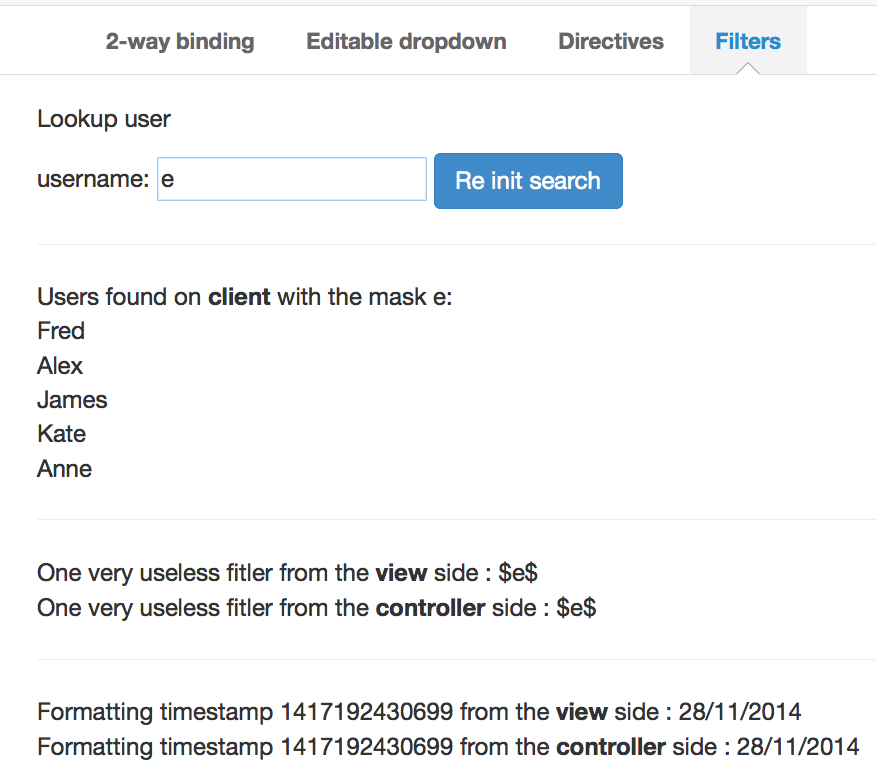 2-way binding Editable dropdown Directives Filters
Lookup user
username: e Re init search
Users found on client with the mask e:
Fred
Alex
James
Kate
Anne
One very useless fitler from the view side : $e$
One very useless fitler from the controller side : $e$
Formatting timestamp 1417192430699 from the view side : 28/11/2014
Formatting timestamp 1417192430699 from the controller side : 28/11/2014